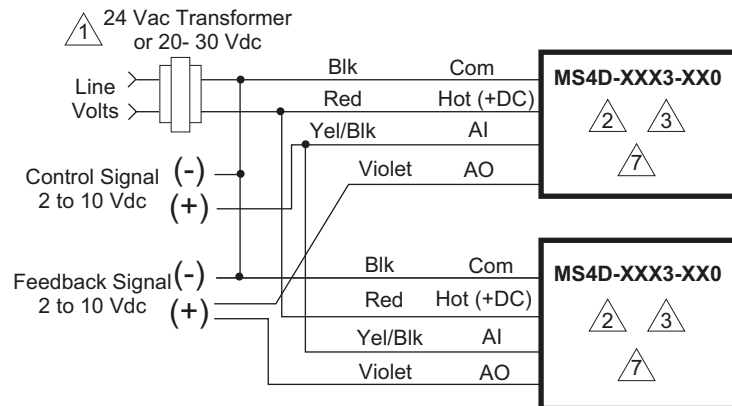 1
24 Vac Transformer
or 20- 30 Vdc
Line
Volts
Blk Com
Red Hot (+DC)
Yel/Blk AI
Violet AO
MS4D-XXX3-XX0
2 3
7
Control Signal (-)
2 to 10 Vdc (+)
Feedback Signal (-)
2 to 10 Vdc (+)
Blk Com
Red Hot (+DC)
Yel/Blk AI
Violet AO
MS4D-XXX3-XX0
2 3
7